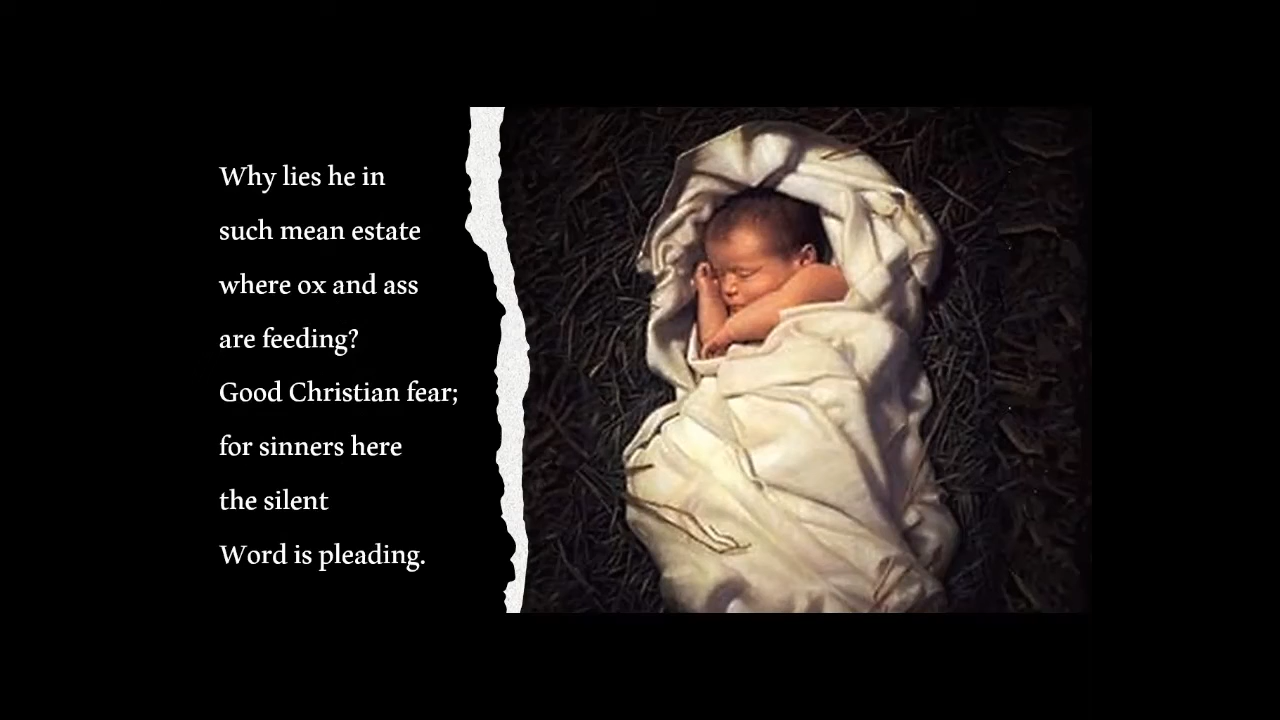 Why lies he in
such mean estate
where ox and ass
are feeding?
Good Christian fear;
for sinners here
the silent
Word is pleading.